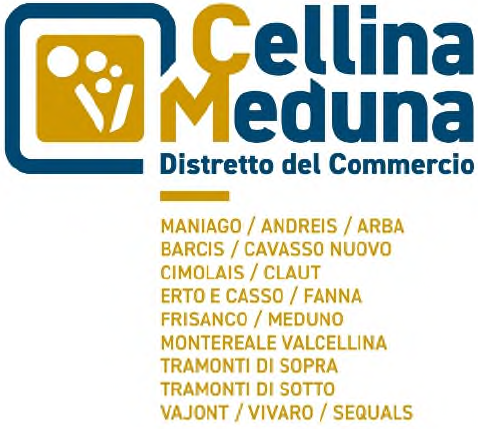 Cellina
Meduna
Distretto del Commercio
MANIAGO / ANDREIS / ARBA
BARCIS / CAVASSO NUOVO
CIMOLAIS / CLAUT
ERTO E CASSO / FANNA
FRISANCO / MEDUNO
MONTEREALE VALCELLINA
TRAMONTI DI SOPRA
TRAMONTI DI SOTTO
VAJONT / VIVARO / SEQUALS